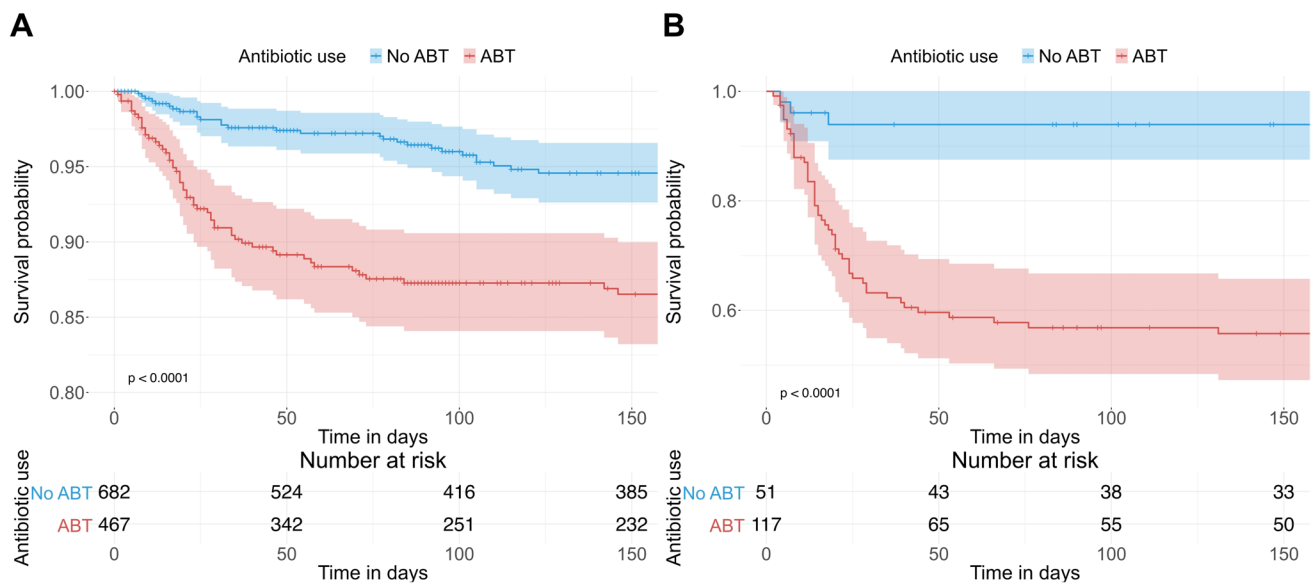 A
Antibiotic use No ABT ABT
Survival probability
1.00
0.95
0.90
0.85
0.80
p < 0.0001
0 50 100 150
Time in days
Number at risk
Antibiotic use
No ABT 682 524 416 385
ABT 467 342 251 232
0 50 100 150
Time in days
B
Antibiotic use No ABT ABT
Survival probability
1.0
0.8
0.6
p < 0.0001
0 50 100 150
Time in days
Number at risk
Antibiotic use
No ABT 51 43 38 33
ABT 117 65 55 50
0 50 100 150
Time in days